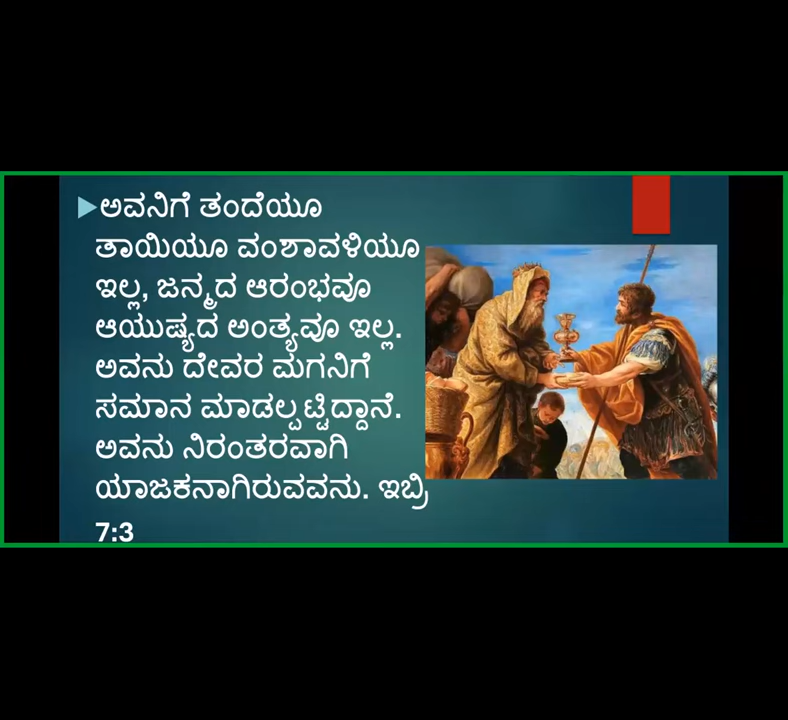 ಅವನಿಗೆ ತಂದೆಯೂ
ತಾಯಿಯೂ ವಂಶಾವಳಿಯೂ
ಇಲ್ಲ, ಜನ್ಮದ ಆರಂಭವೂ
ಆಯುಷ್ಯದ ಅಂತ್ಯವೂ ಇಲ್ಲ.
ಅವನು ದೇವರ ಮಗನಿಗೆ
ಸಮಾನ ಮಾಡಲ್ಪಟ್ಟಿದ್ದಾನೆ.
ಅವನು ನಿರಂತರವಾಗಿ
ಯಾಜಕನಾಗಿರುವವನು. ಇಬ್ರಿ
7:3